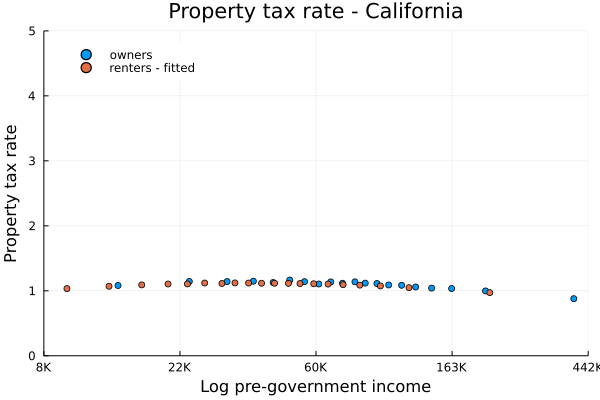 Property tax rate - California
owners
renters - fitted
Property tax rate
5
4
3
2
1
0
8K 22K 60K 163K 442K
Log pre-government income